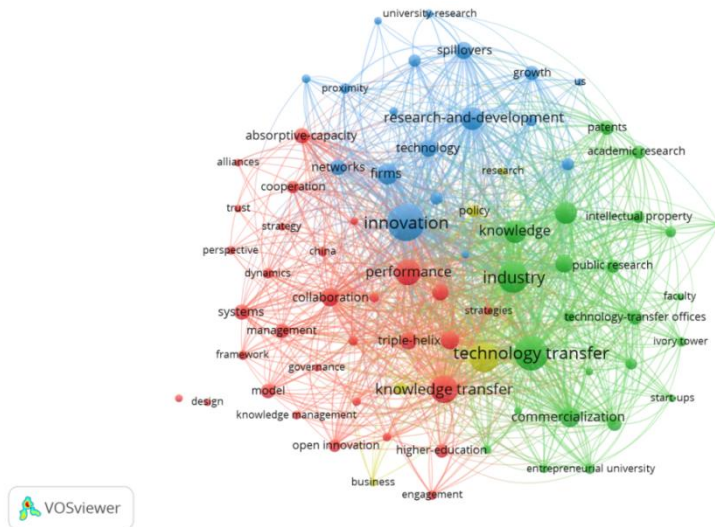 university-research
spillovers
growth
us
proximity
research-and-development
patents
absorptive-capacity
technology
academic research
alliances
networks
firms
research
cooperation
trust
policy
intellectual property
strategy
innovation
knowledge
perspective
china
public research
dynamics
performance
industry
collaboration
faculty
systems
strategies
technology-transfer offices
management
triple-helix
ivory tower
framework
technology transfer
governance
model
knowledge transfer
start-ups
design
knowledge management
commercialization
open innovation
higher-education
entrepreneurial university
business
engagement
VOSviewer